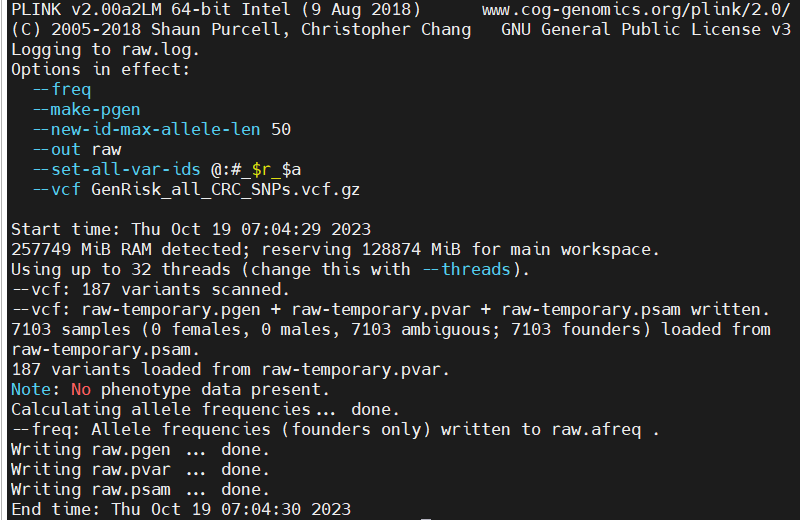 PLINK v2.00a2LM 64-bit Intel (9 Aug 2018)      www.cog-genomics.org/plink/2.0/
(C) 2005-2018 Shaun Purcell, Christopher Chang   GNU General Public License v3
Logging to raw.log.
Options in effect:
  --freq
  --make-pgen
  --new-id-max-allele-len 50
  --out raw
  --set-all-var-ids @:#_$r_$a
  --vcf GenRisk_all_CRC_SNPs.vcf.gz

Start time: Thu Oct 19 07:04:29 2023
257749 MiB RAM detected; reserving 128874 MiB for main workspace.
Using up to 32 threads (change this with --threads).
--vcf: 187 variants scanned.
--vcf: raw-temporary.pgen + raw-temporary.pvar + raw-temporary.psam written.
7103 samples (0 females, 0 males, 7103 ambiguous; 7103 founders) loaded from
raw-temporary.psam.
187 variants loaded from raw-temporary.pvar.
Note: No phenotype data present.
Calculating allele frequencies... done.
--freq: Allele frequencies (founders only) written to raw.afreq .
Writing raw.pgen ... done.
Writing raw.pvar ... done.
Writing raw.psam ... done.
End time: Thu Oct 19 07:04:30 2023